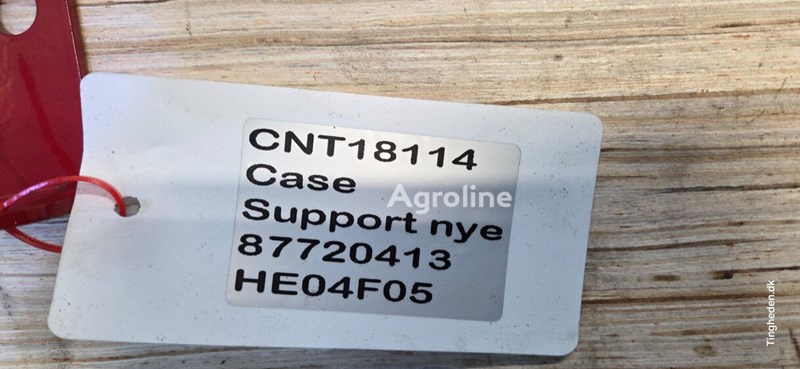 CNT18114
Case
Support nye
87720413
HE04F05
Agroline
Tingheden.dk